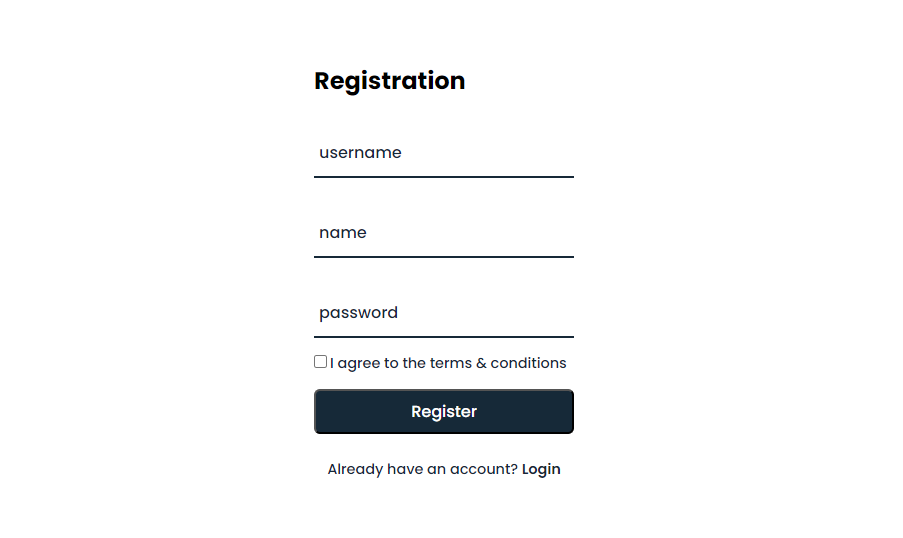 Registration
username
name
password
I agree to the terms & conditions
Register
Already have an account? Login